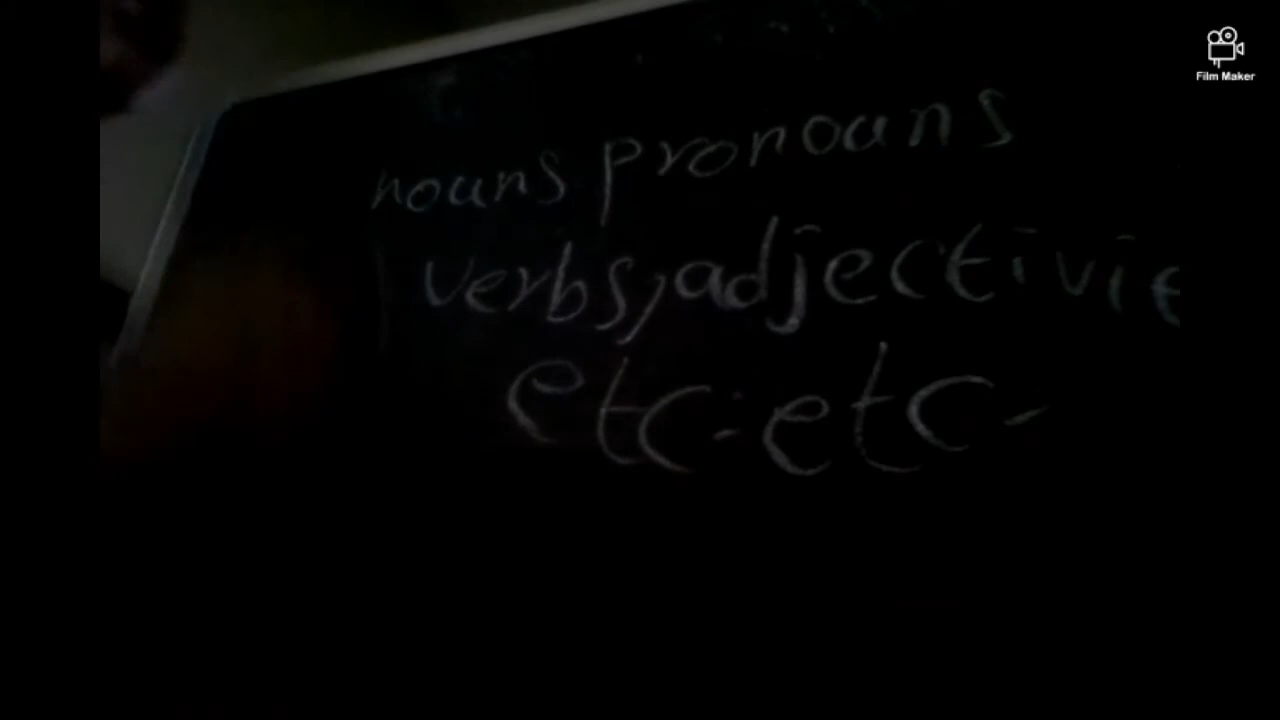 Film Maker
nouns pronouns
verbs, adjectivie
etc. etc.